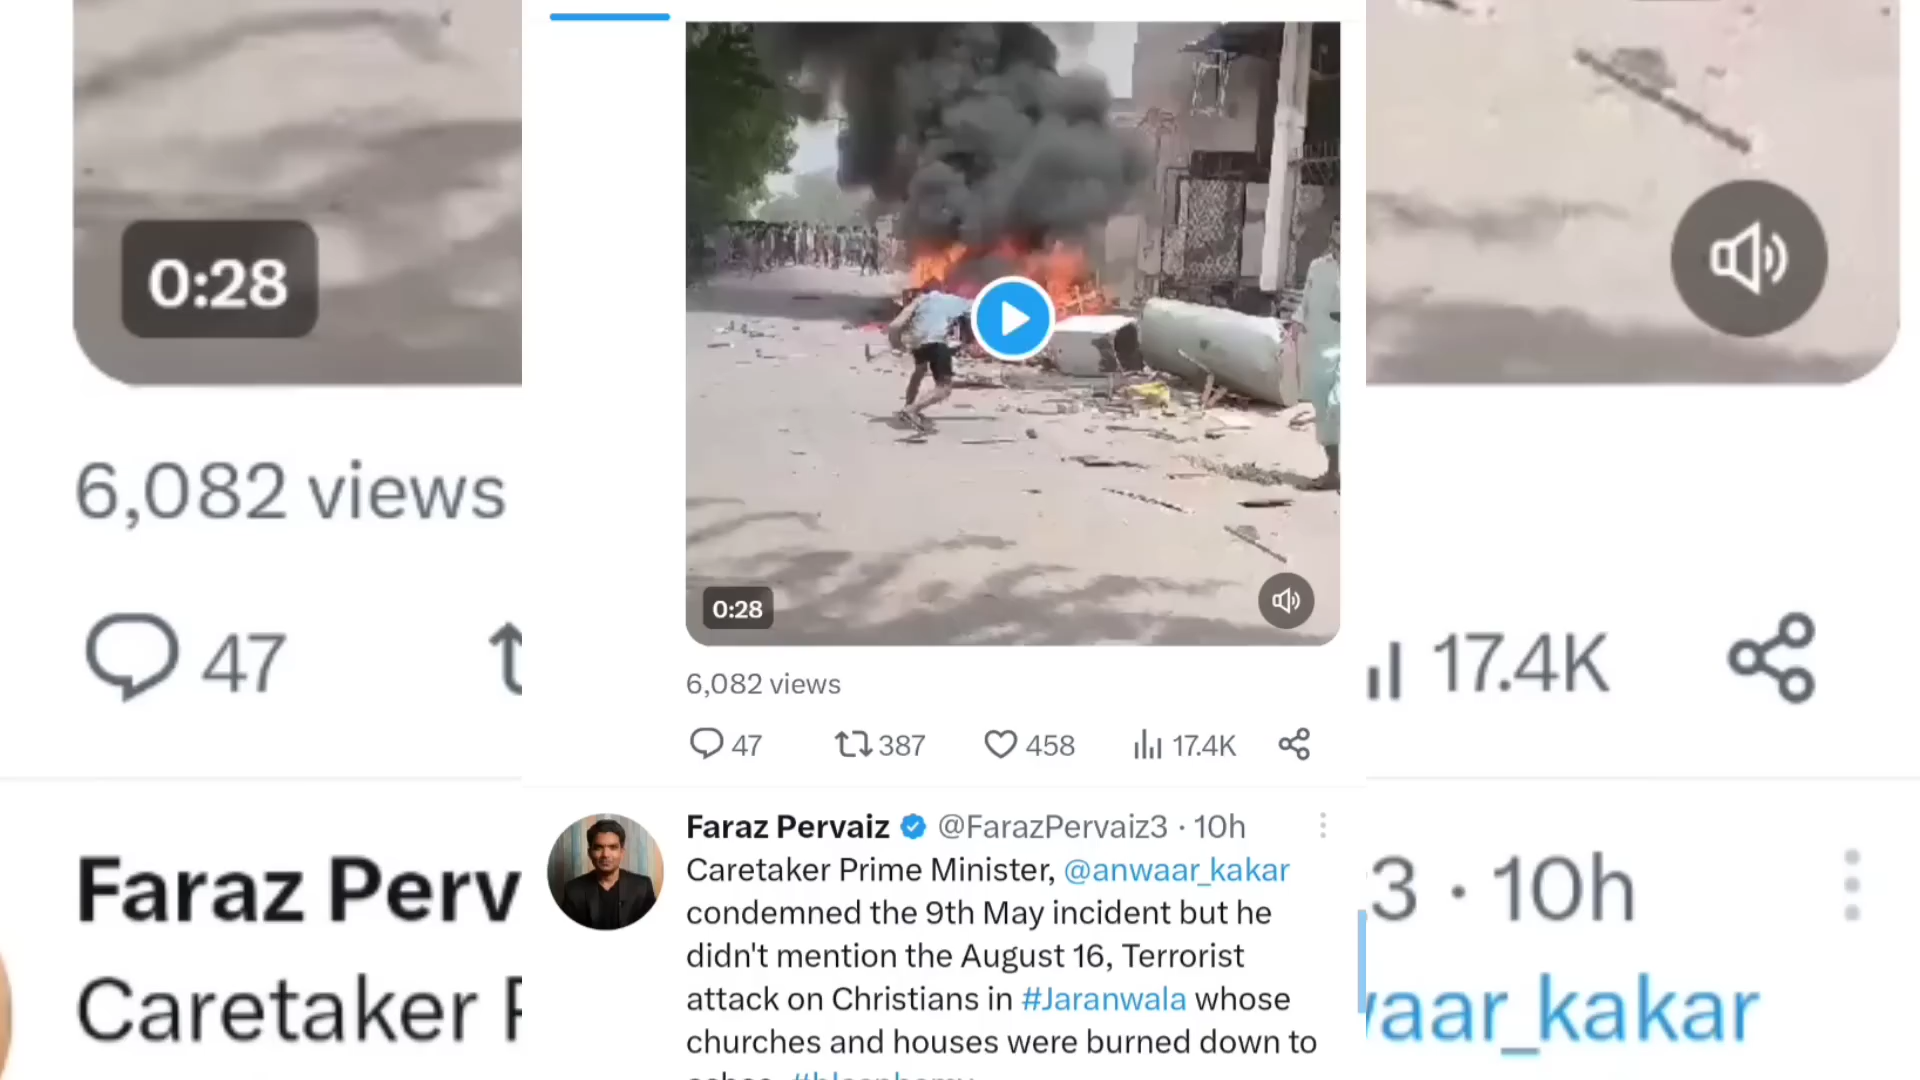 0:28
6,082 views
47
0:28
6,082 views
47 387 458 17.4K
17.4K
Faraz Pervaiz @FarazPervaiz3 · 10h
Caretaker Prime Minister, @anwaar_kakar
condemned the 9th May incident but he
didn't mention the August 16, Terrorist
attack on Christians in #Jaranwala whose
churches and houses were burned down to
Faraz Perv
Caretaker
3 · 10h
aar_kakar